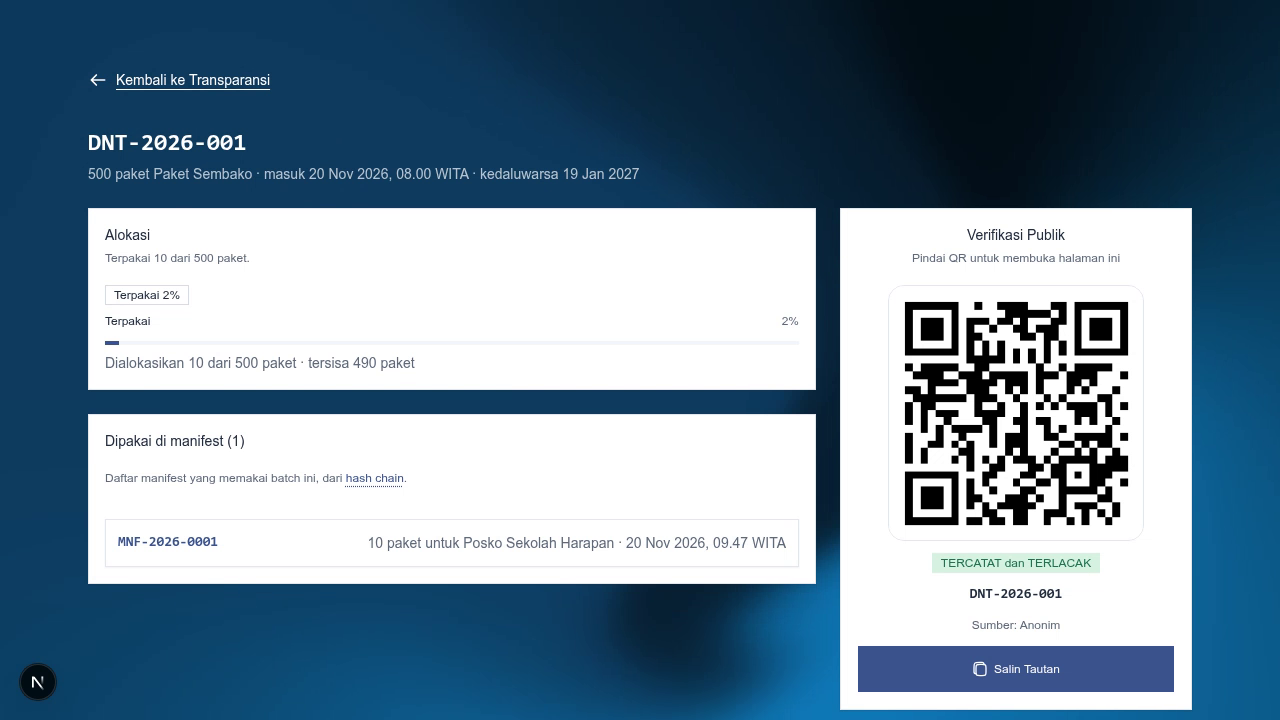 Kembali ke Transparansi
DNT-2026-001
500 paket Paket Sembako · masuk 20 Nov 2026, 08.00 WITA · kedaluwarsa 19 Jan 2027
Alokasi
Terpakai 10 dari 500 paket.
Terpakai 2%
Terpakai 2%
Dialokasikan 10 dari 500 paket · tersisa 490 paket
Dipakai di manifest (1)
Daftar manifest yang memakai batch ini, dari hash chain.
MNF-2026-0001 10 paket untuk Posko Sekolah Harapan · 20 Nov 2026, 09.47 WITA
Verifikasi Publik
Pindai QR untuk membuka halaman ini
TERCATAT dan TERLACAK
DNT-2026-001
Sumber: Anonim
Salin Tautan
N